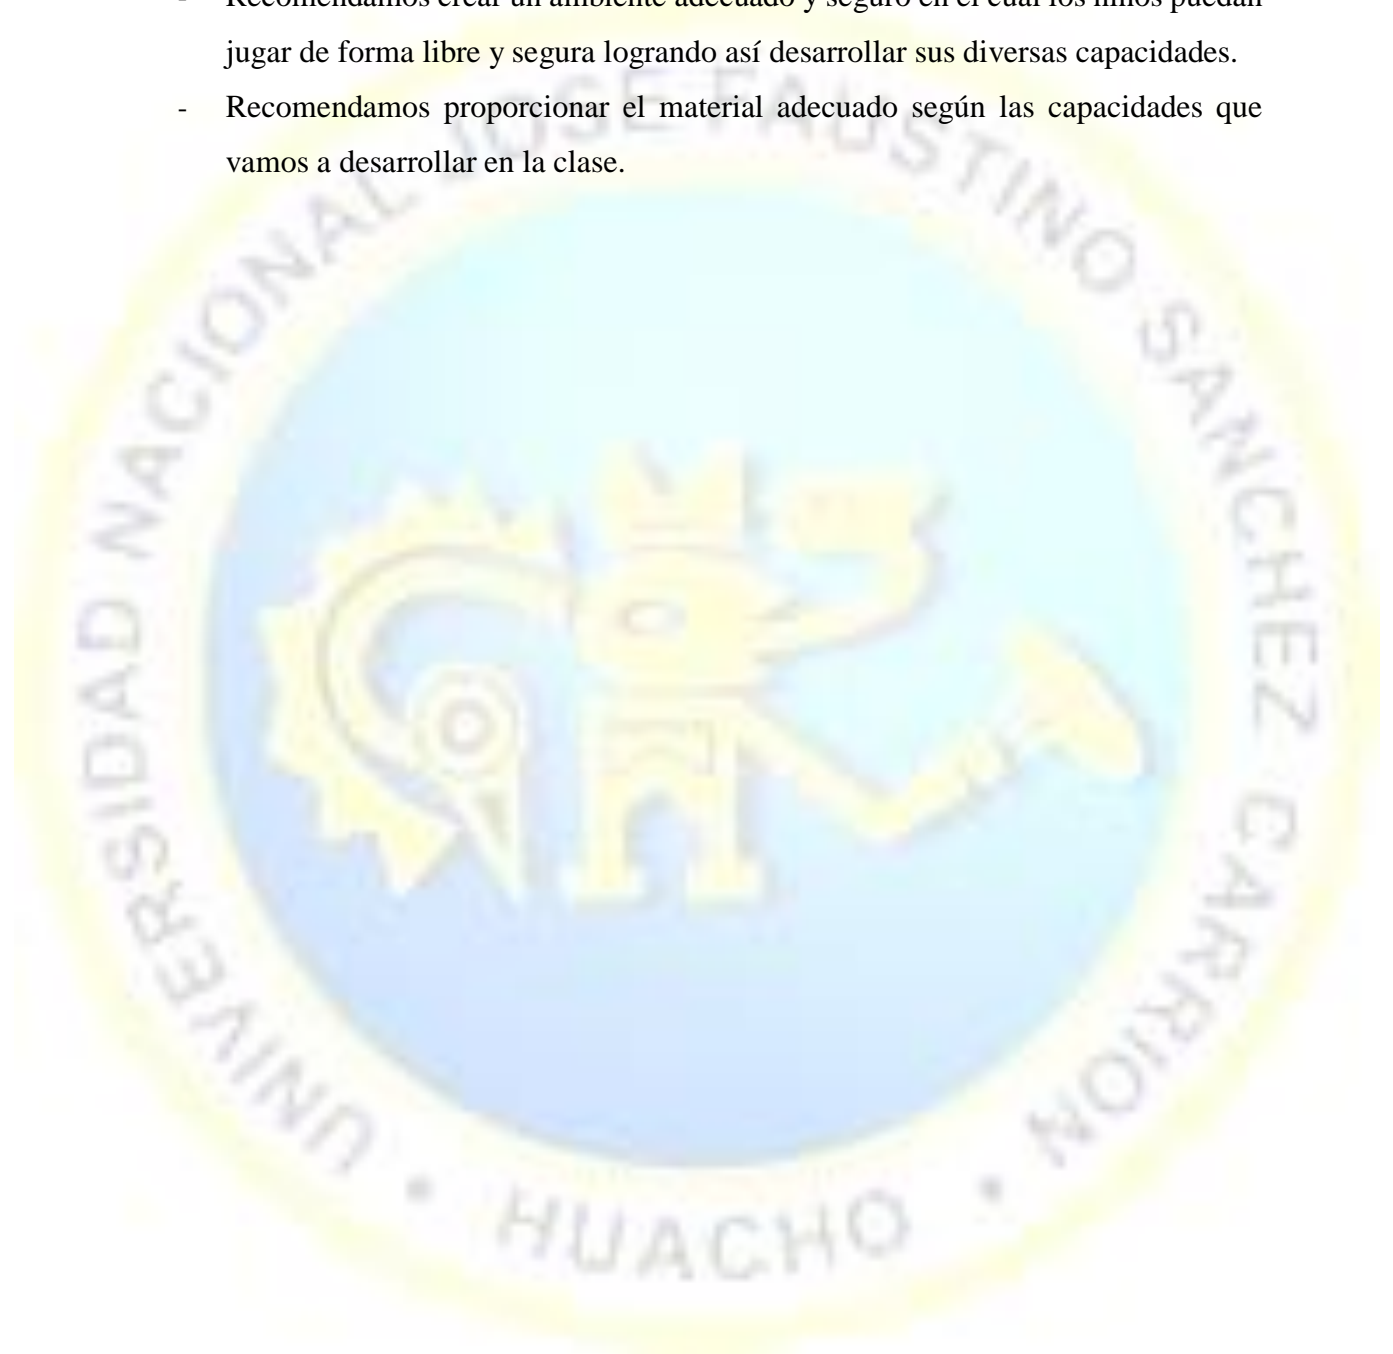 - Recomendamos crear un ambiente adecuado y seguro en el cual los niños puedan
jugar de forma libre y segura logrando así desarrollar sus diversas capacidades.
- Recomendamos proporcionar el material adecuado según las capacidades que
vamos a desarrollar en la clase.
UNIVERSIDAD NACIONAL JOSE FAUSTINO SANCHEZ CARRION
• HUACHO •